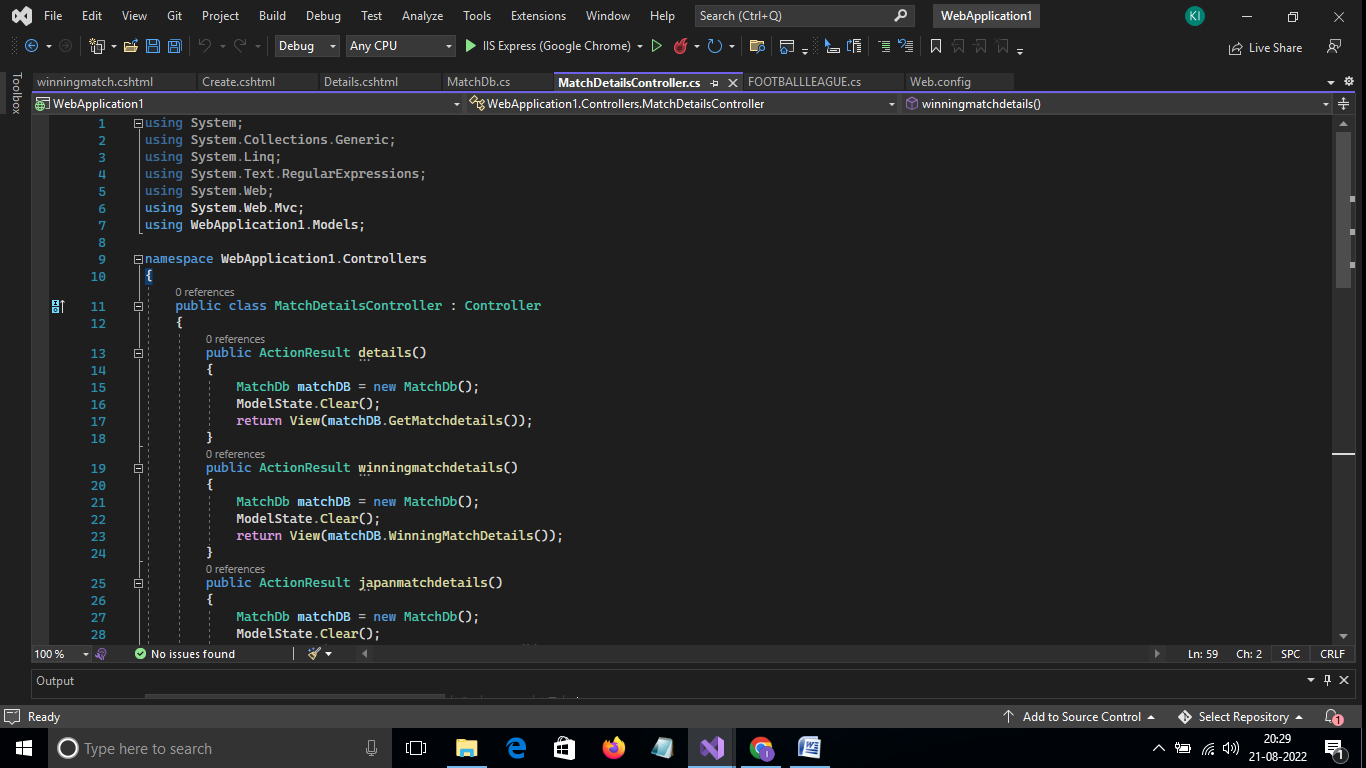 File Edit View Git Project Build Debug Test Analyze Tools Extensions Window Help Search (Ctrl+Q) WebApplication1 KI
Debug Any CPU IIS Express (Google Chrome) Live Share
Toolbox
winningmatch.cshtml Create.cshtml Details.cshtml MatchDb.cs MatchDetailsController.cs FOOTBALLLEAGUE.cs Web.config
WebApplication1 WebApplication1.Controllers.MatchDetailsController winningmatchdetails()
1 using System;
2 using System.Collections.Generic;
3 using System.Linq;
4 using System.Text.RegularExpressions;
5 using System.Web;
6 using System.Web.Mvc;
7 using WebApplication1.Models;
8
9 namespace WebApplication1.Controllers
10 {
0 references
11 public class MatchDetailsController : Controller
12 {
0 references
13 public ActionResult details()
14 {
15 MatchDb matchDB = new MatchDb();
16 ModelState.Clear();
17 return View(matchDB.GetMatchdetails());
18 }
0 references
19 public ActionResult winningmatchdetails()
20 {
21 MatchDb matchDB = new MatchDb();
22 ModelState.Clear();
23 return View(matchDB.WinningMatchDetails());
24 }
0 references
25 public ActionResult japanmatchdetails()
26 {
27 MatchDb matchDB = new MatchDb();
28 ModelState.Clear();
100 % No issues found Ln: 59 Ch: 2 SPC CRLF
Output
Ready Add to Source Control Select Repository 1
Type here to search 20:29
21-08-2022 1